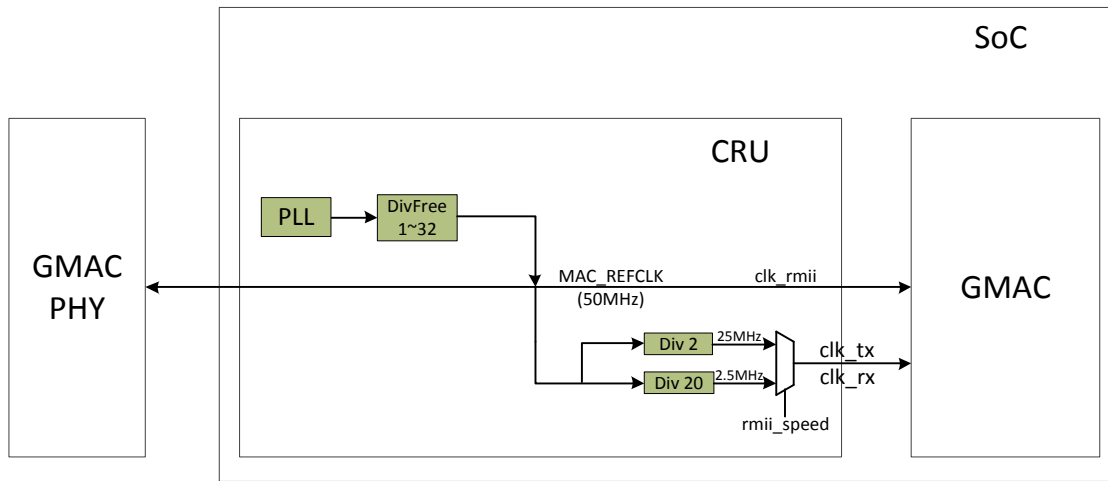 SoC
CRU
PLL
DivFree
1~32
GMAC
PHY
MAC_REFCLK
(50MHz)
clk_rmii
GMAC
Div 2
25MHz
Div 20
2.5MHz
clk_tx
clk_rx
rmii_speed